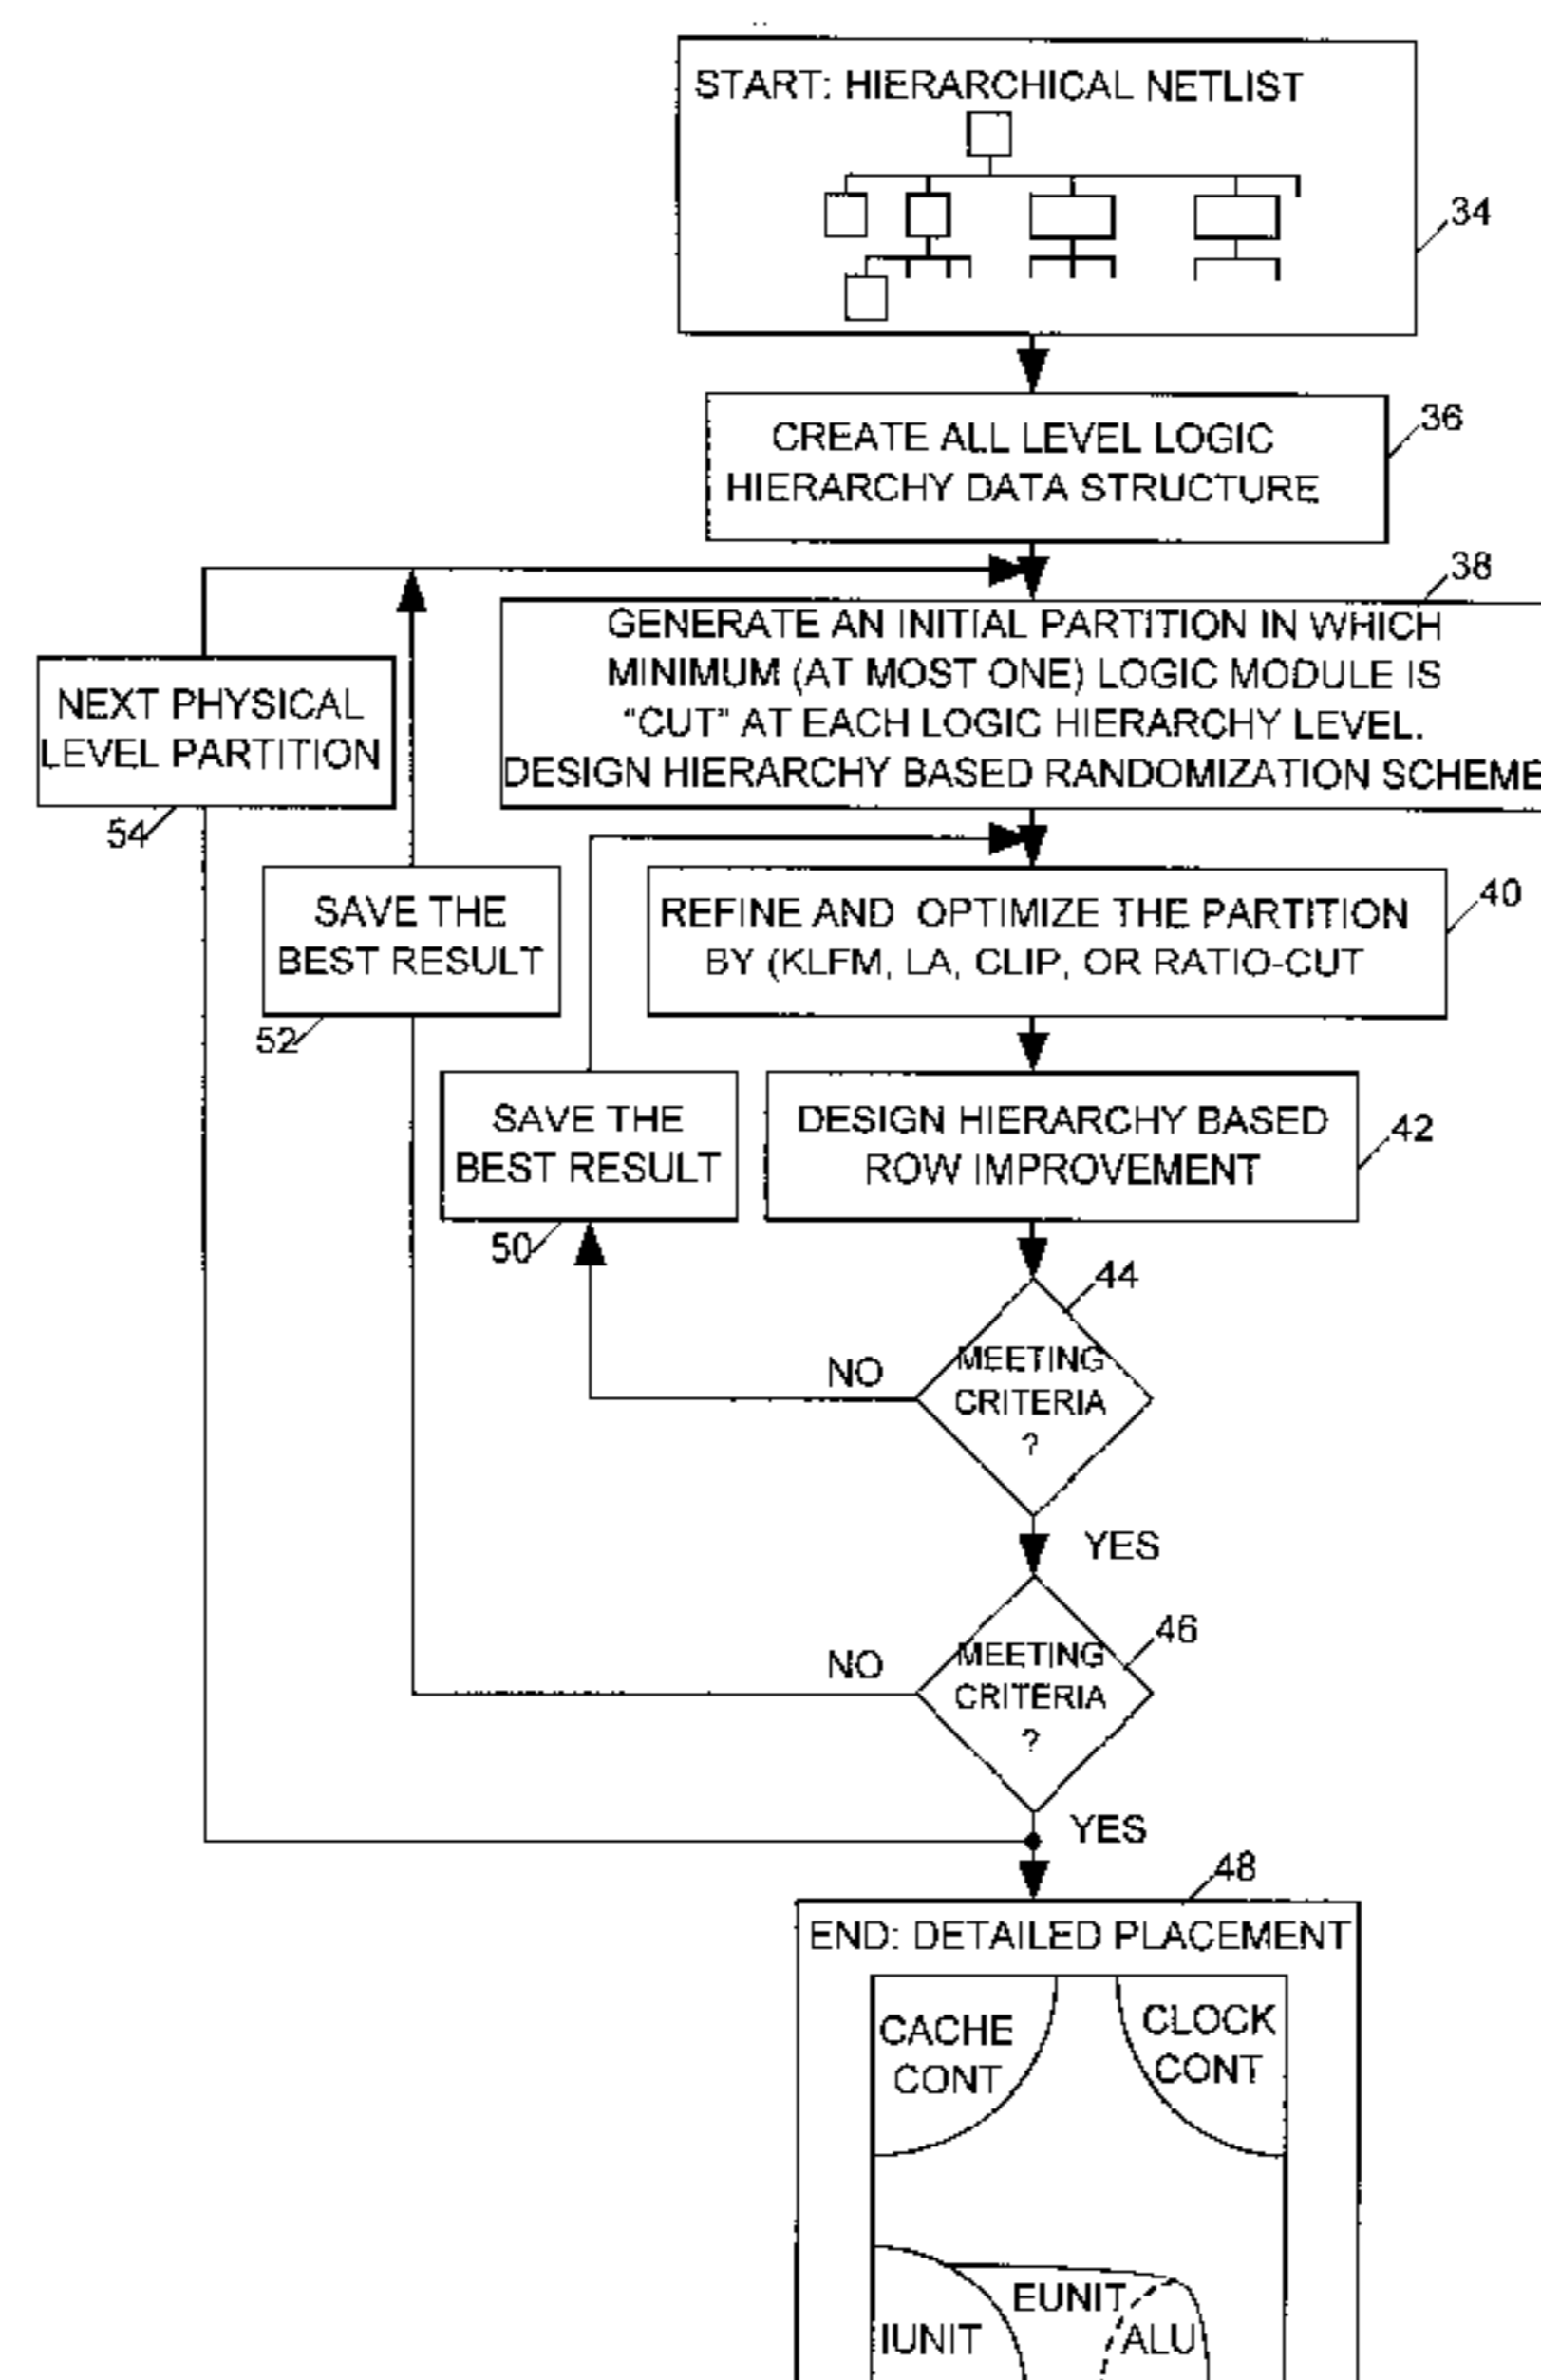 START: HIERARCHICAL NETLIST
34
CREATE ALL LEVEL LOGIC
HIERARCHY DATA STRUCTURE
36
38
GENERATE AN INITIAL PARTITION IN WHICH
MINIMUM (AT MOST ONE) LOGIC MODULE IS
“CUT” AT EACH LOGIC HIERARCHY LEVEL.
DESIGN HIERARCHY BASED RANDOMIZATION SCHEME
NEXT PHYSICAL
LEVEL PARTITION
54
SAVE THE
BEST RESULT
52
REFINE AND OPTIMIZE THE PARTITION
BY (KLFM, LA, CLIP, OR RATIO-CUT
40
SAVE THE
BEST RESULT
50
DESIGN HIERARCHY BASED
ROW IMPROVEMENT
42
44
MEETING
CRITERIA
?
NO
YES
46
MEETING
CRITERIA
?
NO
YES
48
END: DETAILED PLACEMENT
CACHE
CONT
CLOCK
CONT
EUNIT
IUNIT
ALU